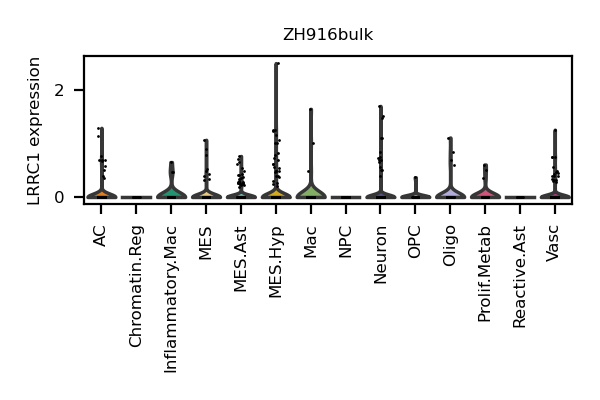 ZH916bulk
LRRC1 expression
2
0
AC
Chromatin.Reg
Inflammatory.Mac
MES
MES.Ast
MES.Hyp
Mac
NPC
Neuron
OPC
Oligo
Prolif.Metab
Reactive.Ast
Vasc